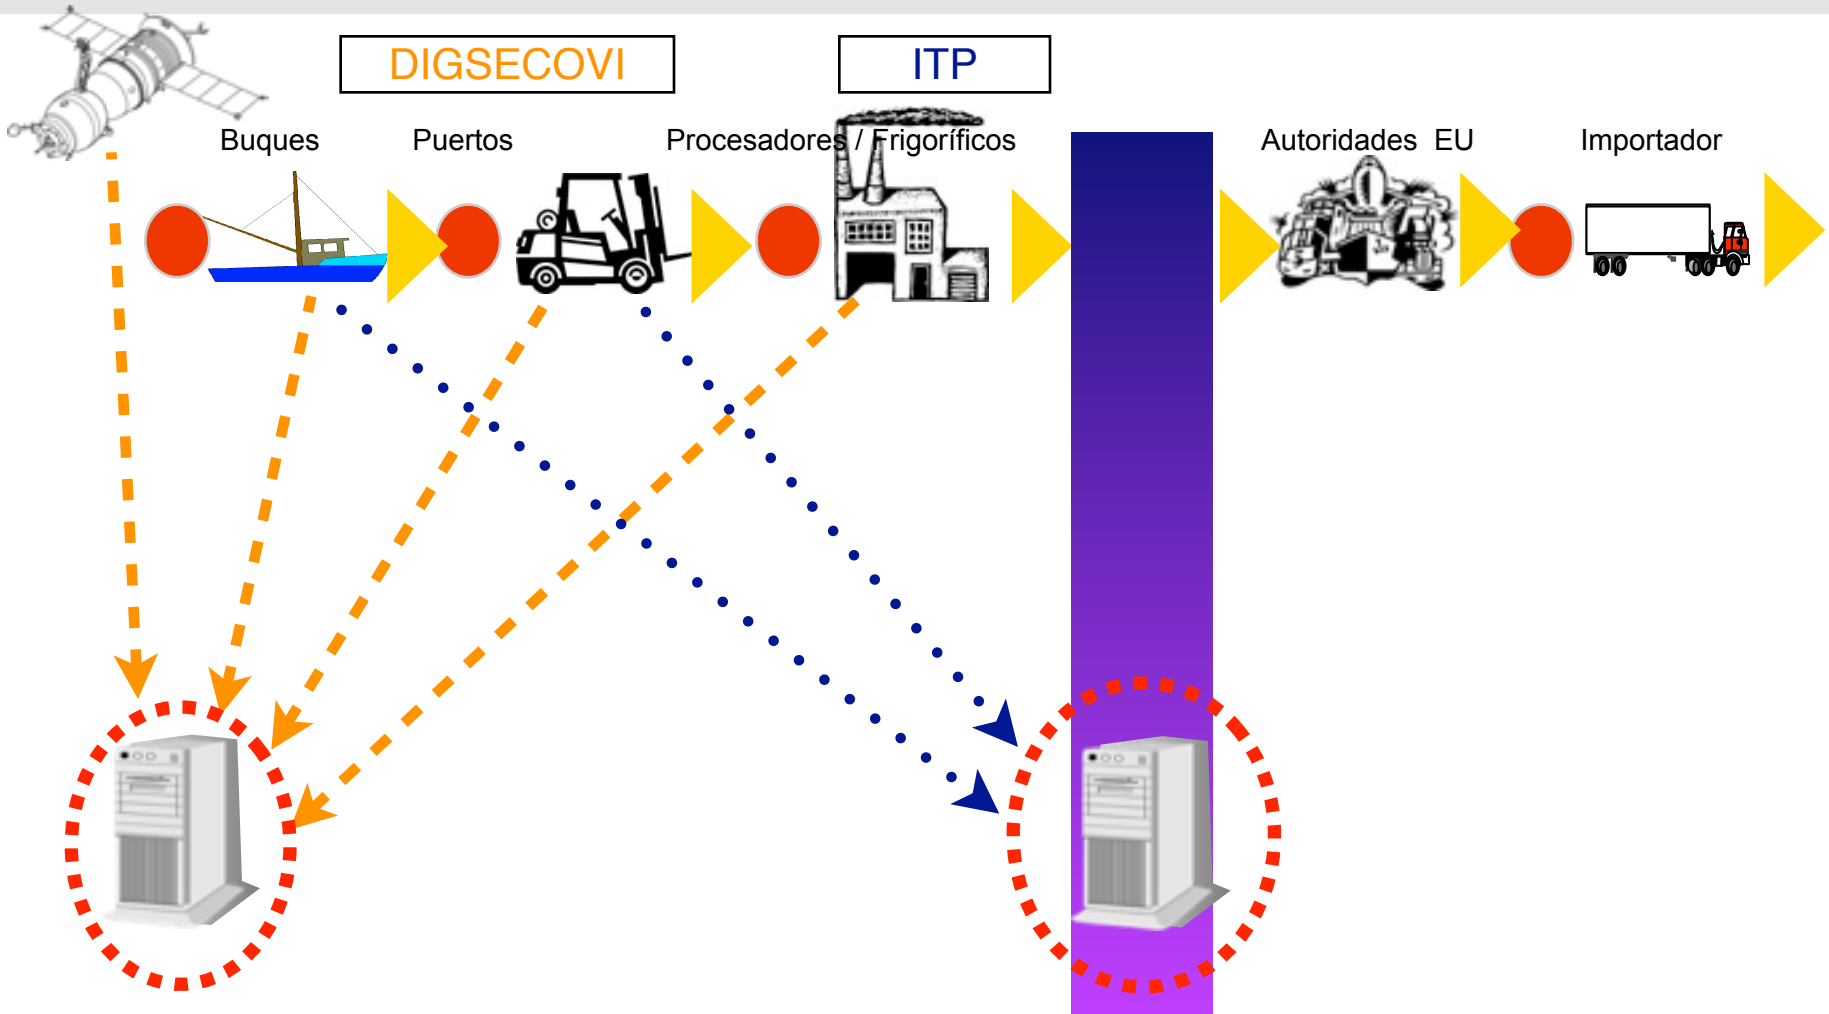 DIGSECOVI
ITP
Buques
Puertos
Procesadores / Frigoríficos
Autoridades EU
Importador